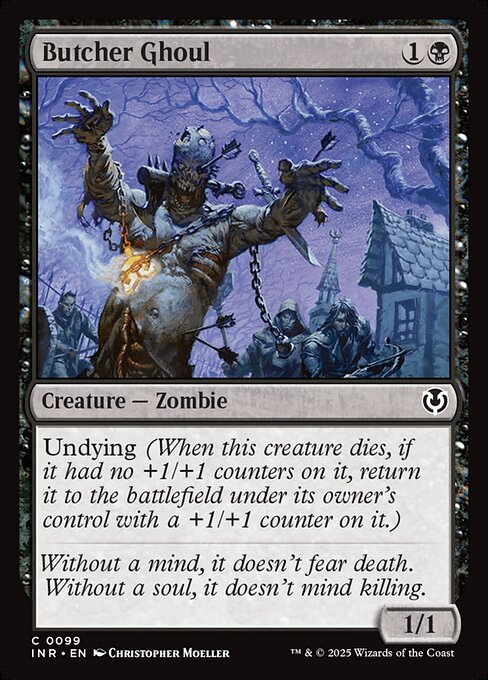 Butcher Ghoul 1
Creature — Zombie
Undying (When this creature dies, if
it had no +1/+1 counters on it, return
it to the battlefield under its owner's
control with a +1/+1 counter on it.)
Without a mind, it doesn't fear death.
Without a soul, it doesn't mind killing.
1/1
C 0099
INR • EN Christopher Moeller
™ & © 2025 Wizards of the Coast